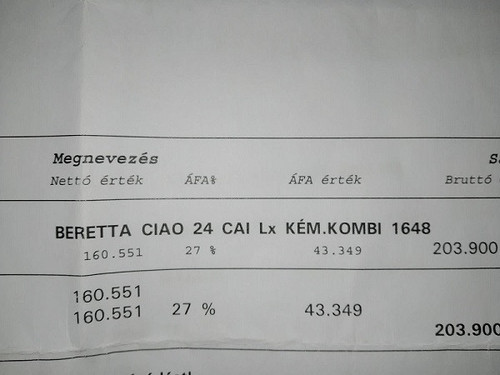 Megnevezés
Nettó érték ÁFA% ÁFA érték Bruttó
BERETTA CIAO 24 CAI Lx KÉM.KOMBI 1648
160.551 27 % 43.349 203.900
160.551
160.551 27 % 43.349
203.900